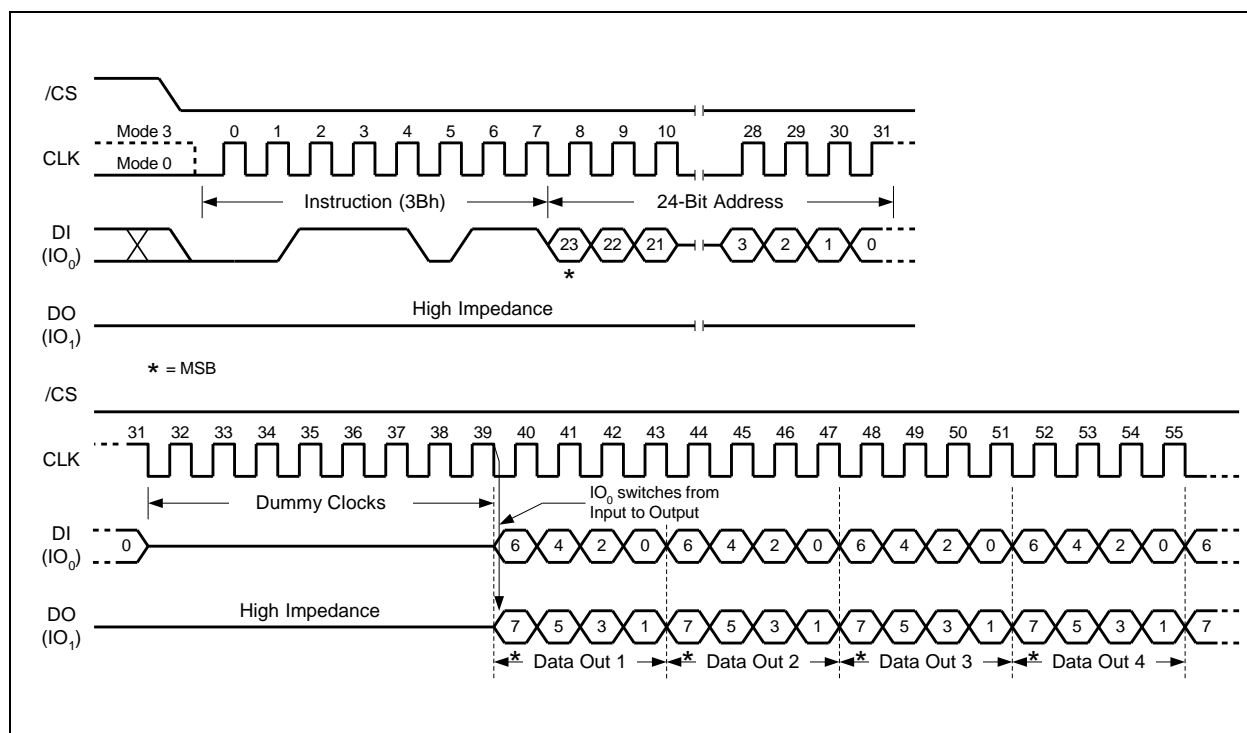 /CS
Mode 3 0 1 2 3 4 5 6 7 8 9 10 28 29 30 31
CLK
Mode 0
Instruction (3Bh) 24-Bit Address
DI
(IO0)
23 22 21 3 2 1 0
*
High Impedance
DO
(IO1)
* = MSB
/CS
31 32 33 34 35 36 37 38 39 40 41 42 43 44 45 46 47 48 49 50 51 52 53 54 55
CLK
Dummy Clocks
IO0 switches from
Input to Output
DI
(IO0)
0 6 4 2 0 6 4 2 0 6 4 2 0 6 4 2 0 6
High Impedance
DO
(IO1)
7 5 3 1 7 5 3 1 7 5 3 1 7 5 3 1 7
* Data Out 1 * Data Out 2 * Data Out 3 * Data Out 4